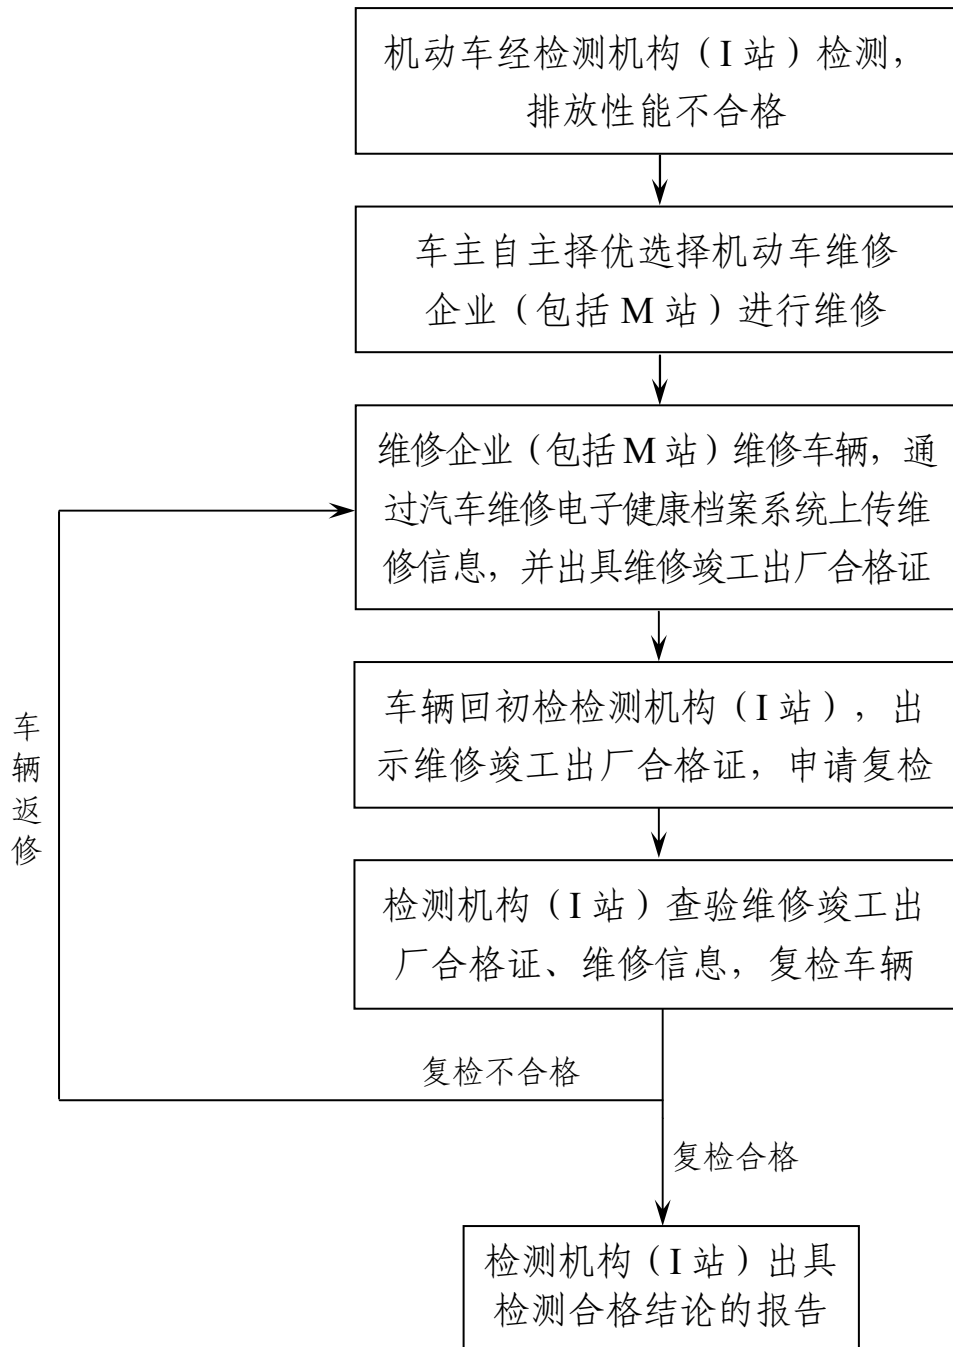 机动车经检测机构（I 站）检测，
排放性能不合格
车主自主择优选择机动车维修
企业（包括 M 站）进行维修
维修企业（包括 M 站）维修车辆，通
过汽车维修电子健康档案系统上传维
修信息，并出具维修竣工出厂合格证
车辆回初检检测机构（I 站），出
示维修竣工出厂合格证，申请复检
车
辆
返
修
检测机构（I 站）查验维修竣工出
厂合格证、维修信息，复检车辆
复检不合格
复检合格
检测机构（I 站）出具
检测合格结论的报告